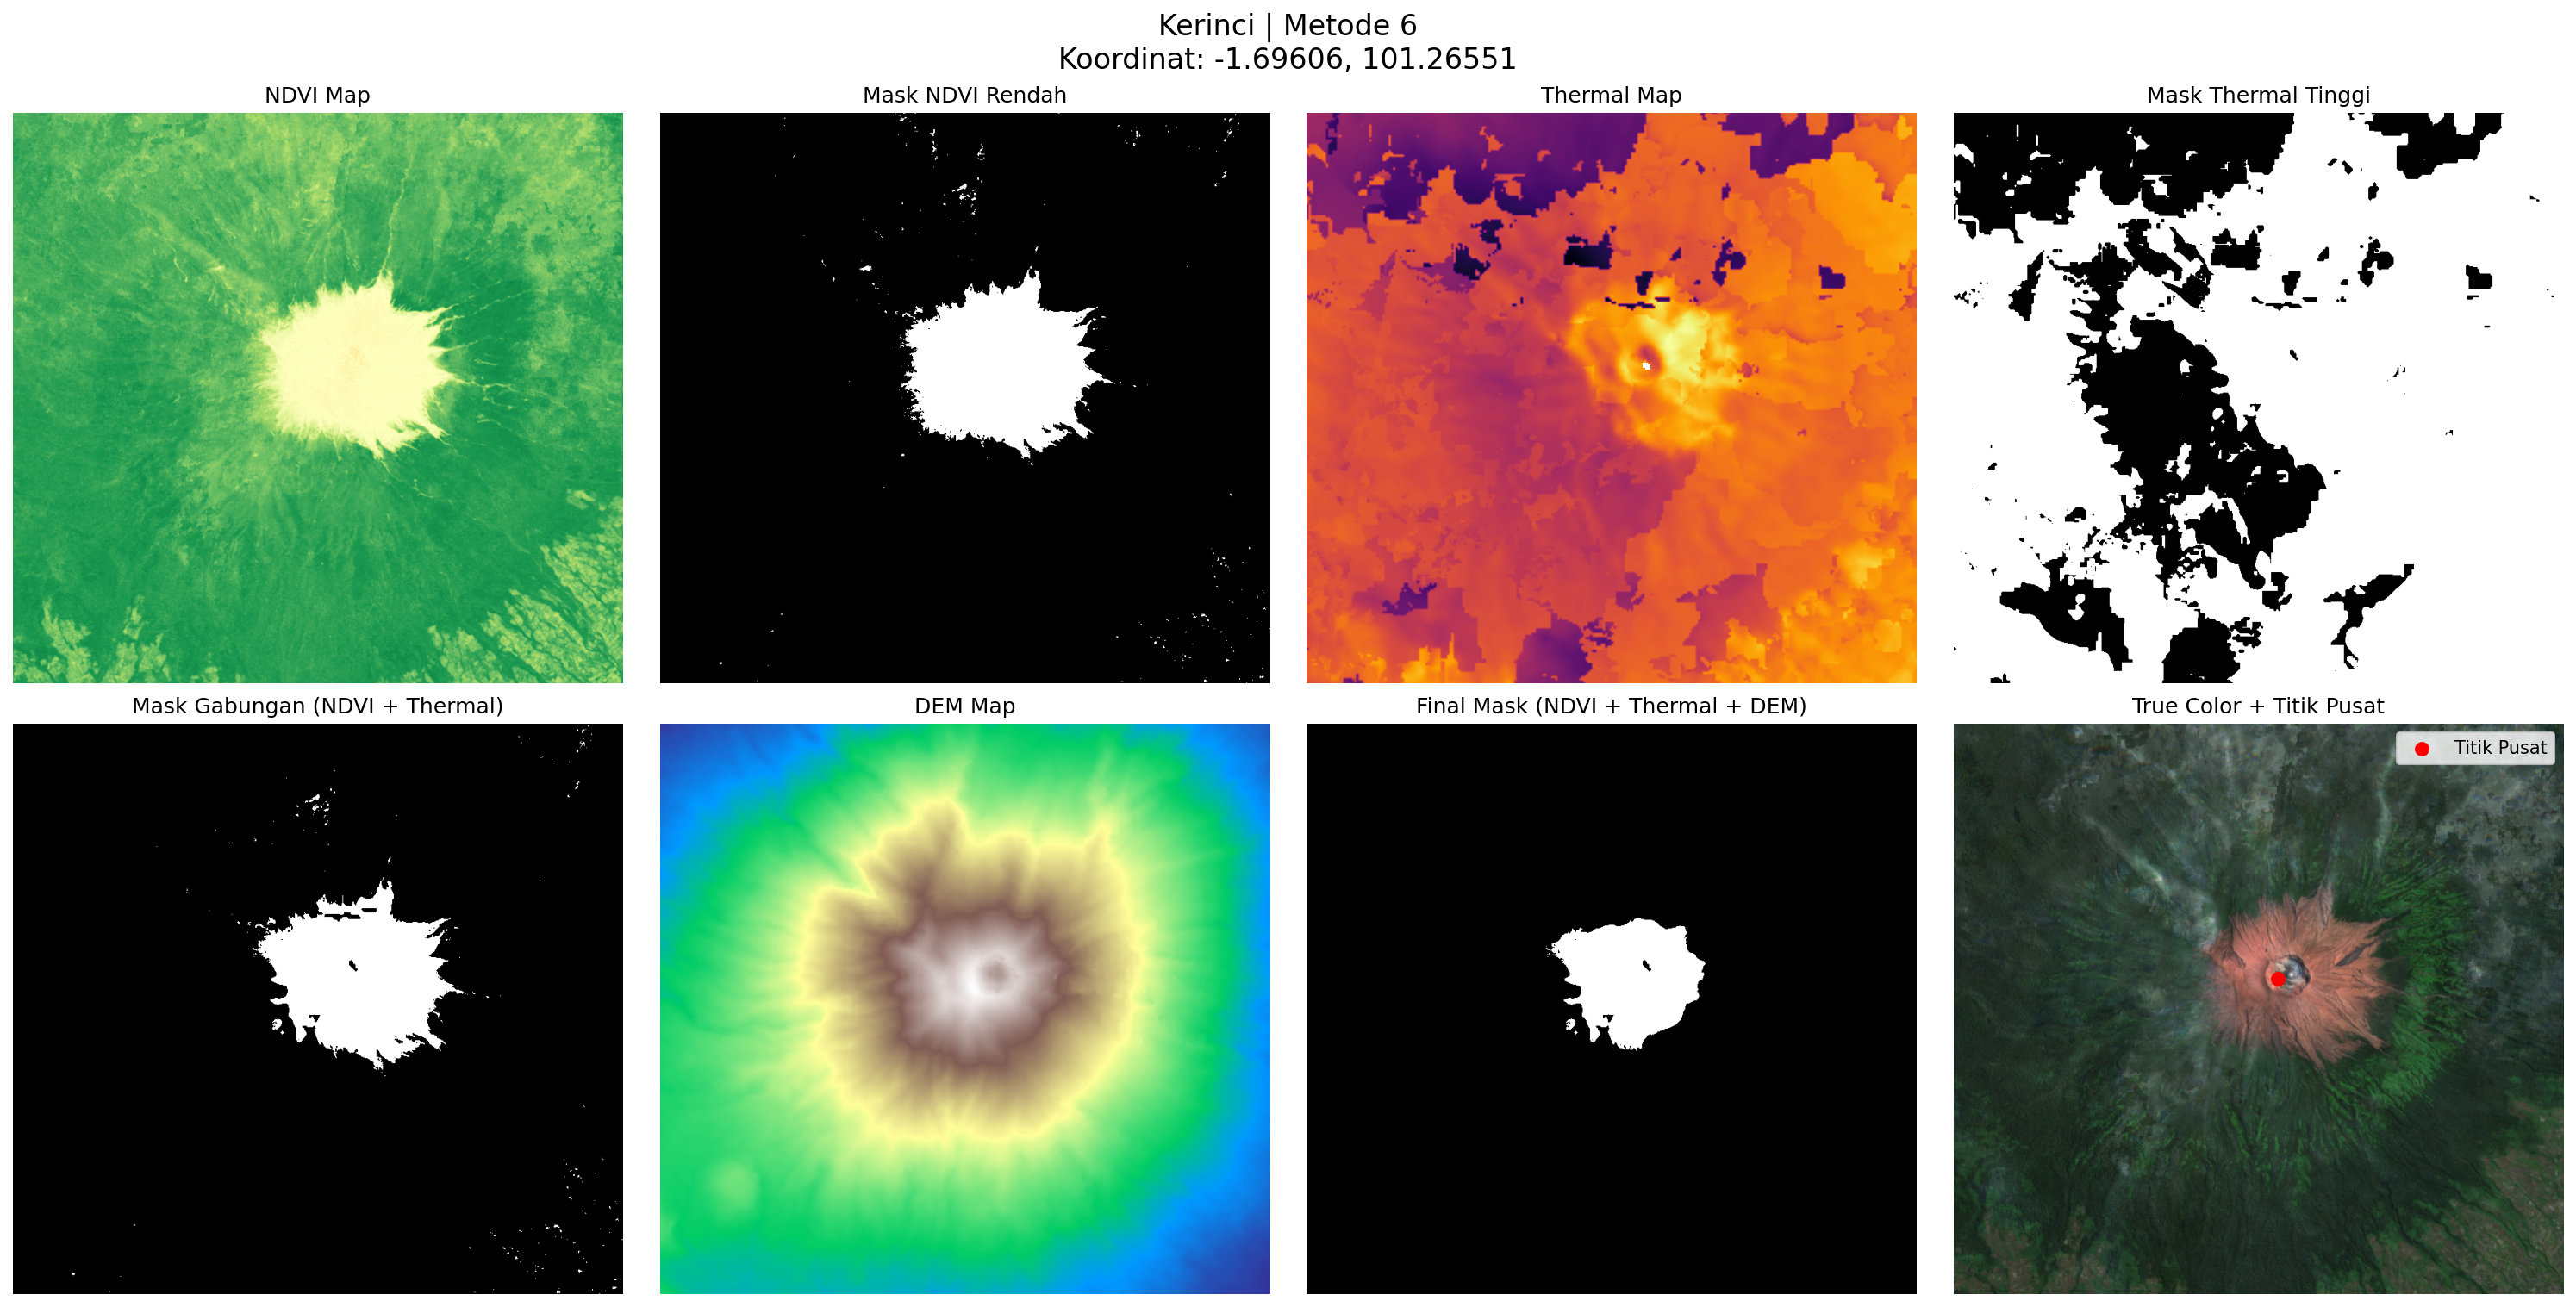 Kerinci | Metode 6
Koordinat: -1.69606, 101.26551
NDVI Map
Mask NDVI Rendah
Thermal Map
Mask Thermal Tinggi
Mask Gabungan (NDVI + Thermal)
DEM Map
Final Mask (NDVI + Thermal + DEM)
True Color + Titik Pusat
Titik Pusat